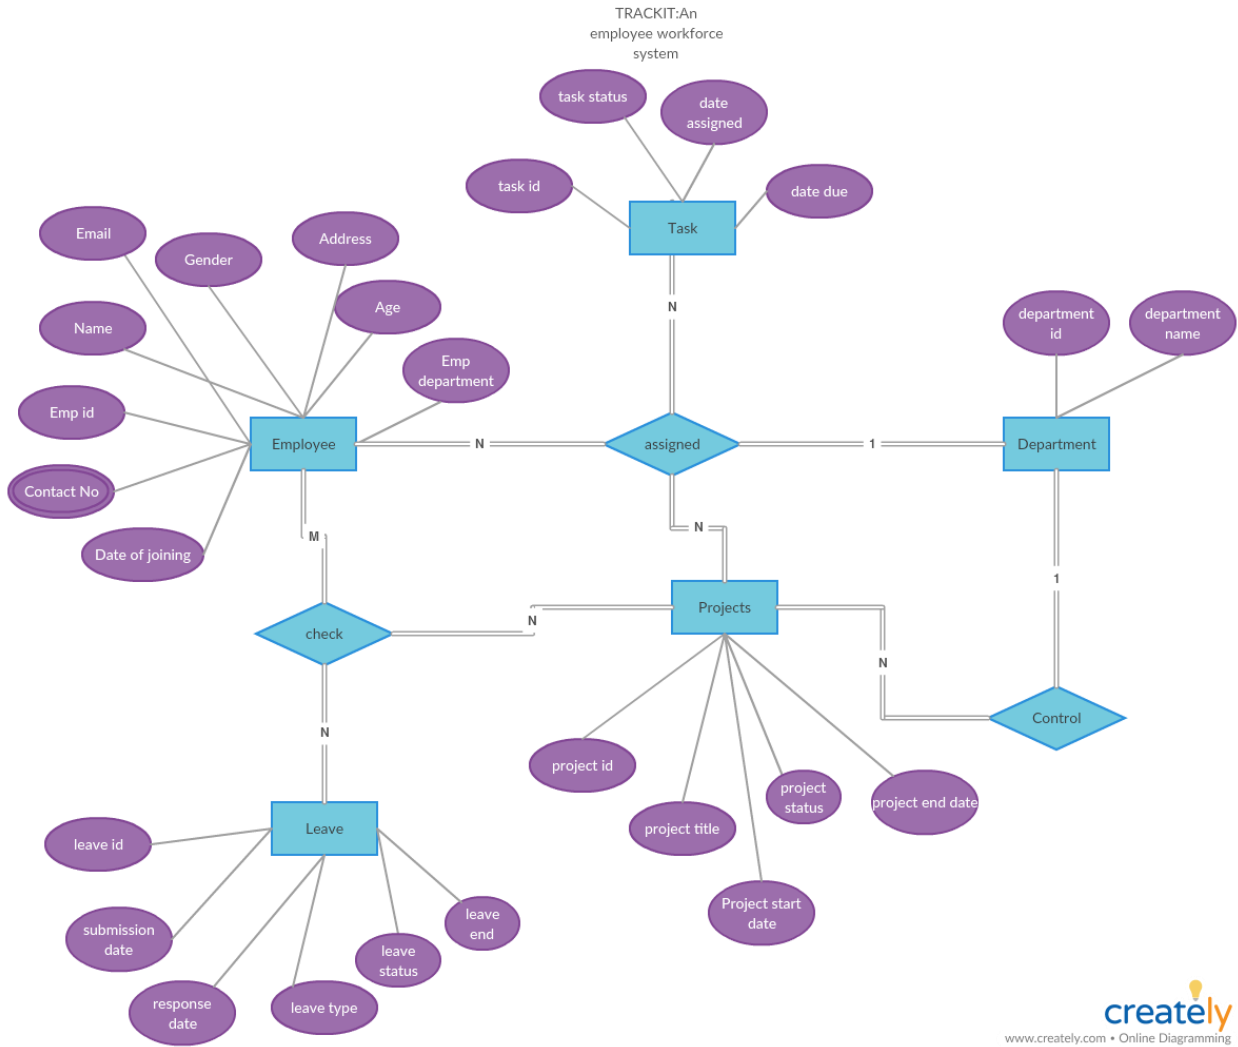 TRACKIT:An
employee workforce
system
task status
date
assigned
task id
date due
Task
Email
Gender
Address
Name
Age
Emp
department
Emp id
Employee
Contact No
Date of joining
N
department
id
department
name
N
assigned
1
Department
M
N
1
check
N
Projects
N
Control
N
project id
project title
project
status
project end date
Project start
date
Leave
leave id
submission
date
response
date
leave type
leave
status
leave
end
creately
www.creately.com • Online Diagramming